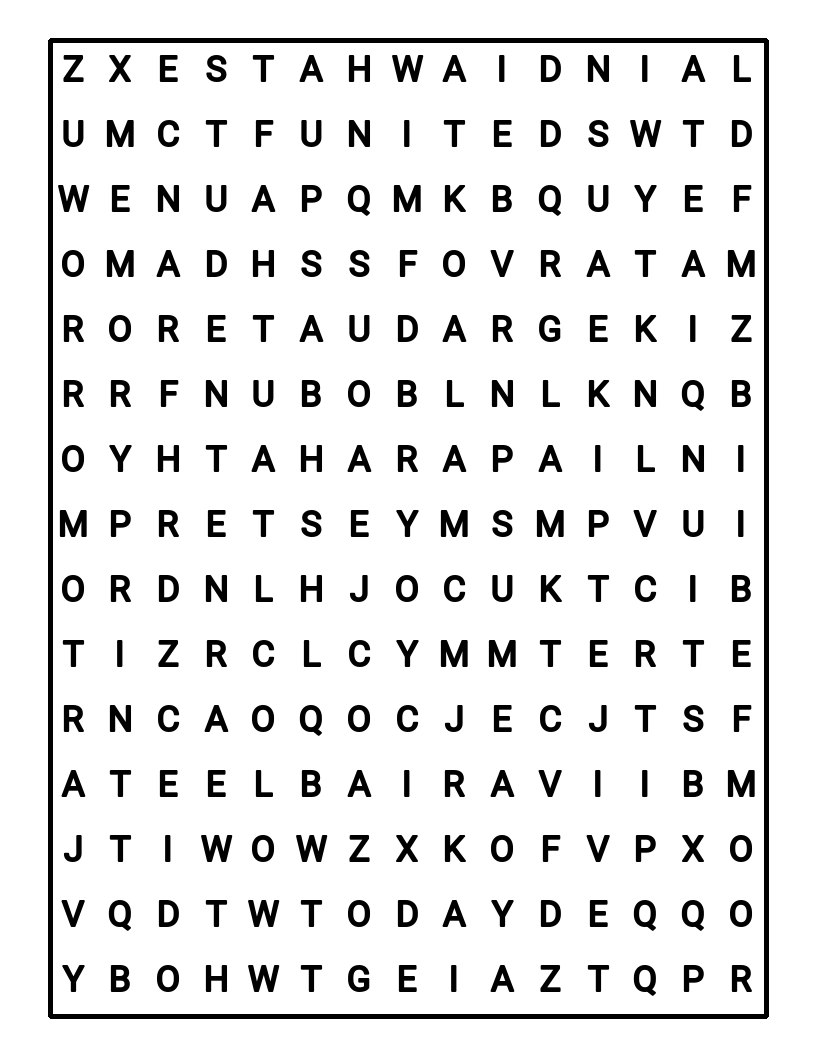 Z X E S T A H W A I D N I A L
U M C T F U N I T E D S W T D
W E N U A P Q M K B Q U Y E F
O M A D H S S F O V R A T A M
R O R E T A U D A R G E K I Z
R R F N U B O B L N L K N Q B
O Y H T A H A R A P A I L N I
M P R E T S E Y M S M P V U I
O R D N L H J O C U K T C I B
T I Z R C L C Y M M T E R T E
R N C A O Q O C J E C J T S F
A T E E L B A I R A V I I B M
J T I W O W Z X K O F V P X O
V Q D T W T O D A Y D E Q Q O
Y B O H W T G E I A Z T Q P R